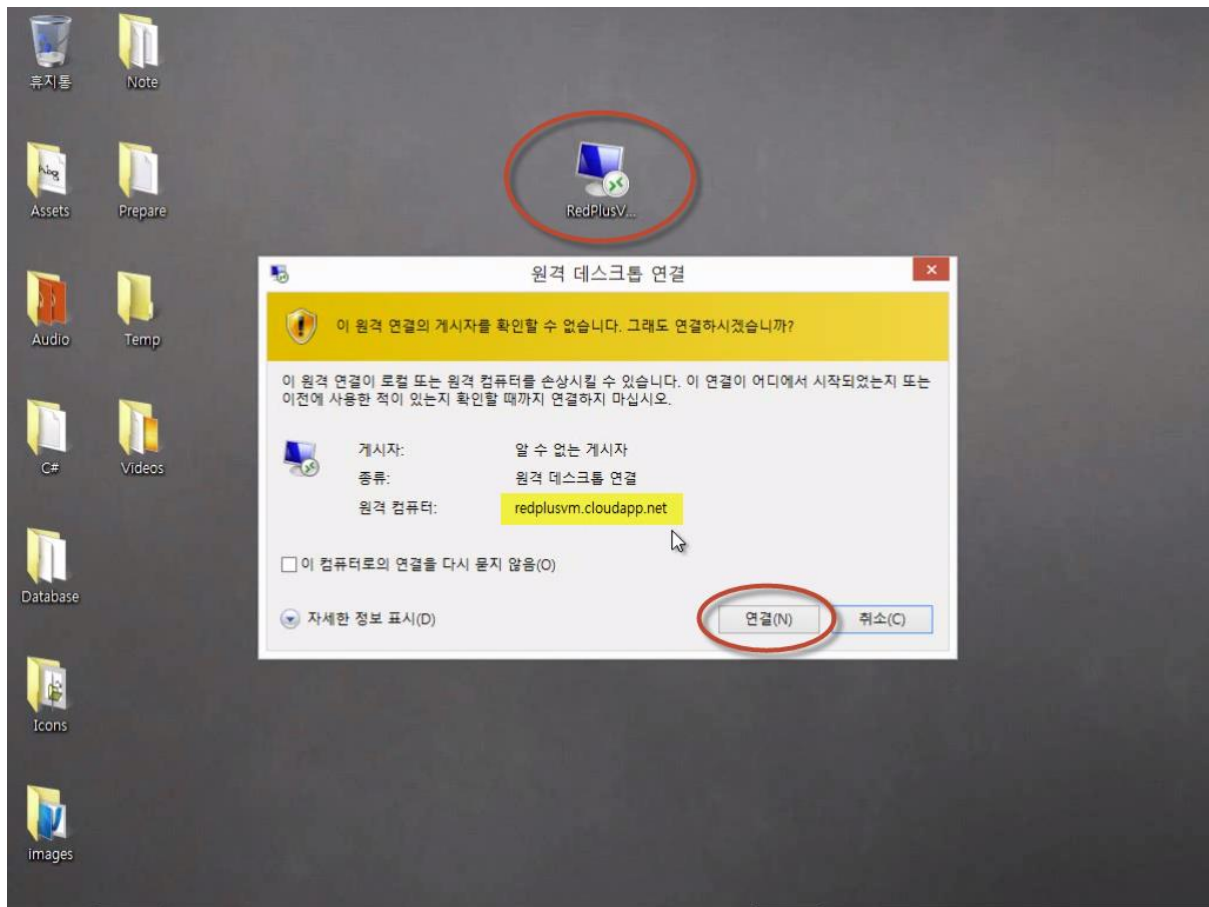 휴지통
Note
Assets
Prepare
RedPlusV...
Audio
Temp
C#
Videos
Database
Icons
images
원격 데스크톱 연결
이 원격 연결의 게시자를 확인할 수 없습니다. 그래도 연결하시겠습니까?
이 원격 연결이 로컬 또는 원격 컴퓨터를 손상시킬 수 있습니다. 이 연결이 어디에서 시작되었는지 또는
이전에 사용한 적이 있는지 확인할 때까지 연결하지 마십시오.
게시자: 알 수 없는 게시자
종류: 원격 데스크톱 연결
원격 컴퓨터: redplusvm.cloudapp.net
이 컴퓨터로의 연결을 다시 묻지 않음(O)
자세한 정보 표시(D)
연결(N)
취소(C)